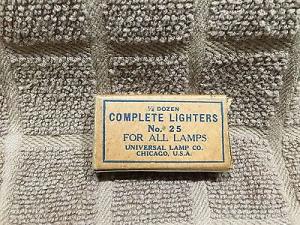 ½ DOZEN
COMPLETE LIGHTERS
No. 25
FOR ALL LAMPS
UNIVERSAL LAMP CO.
CHICAGO, U.S.A.